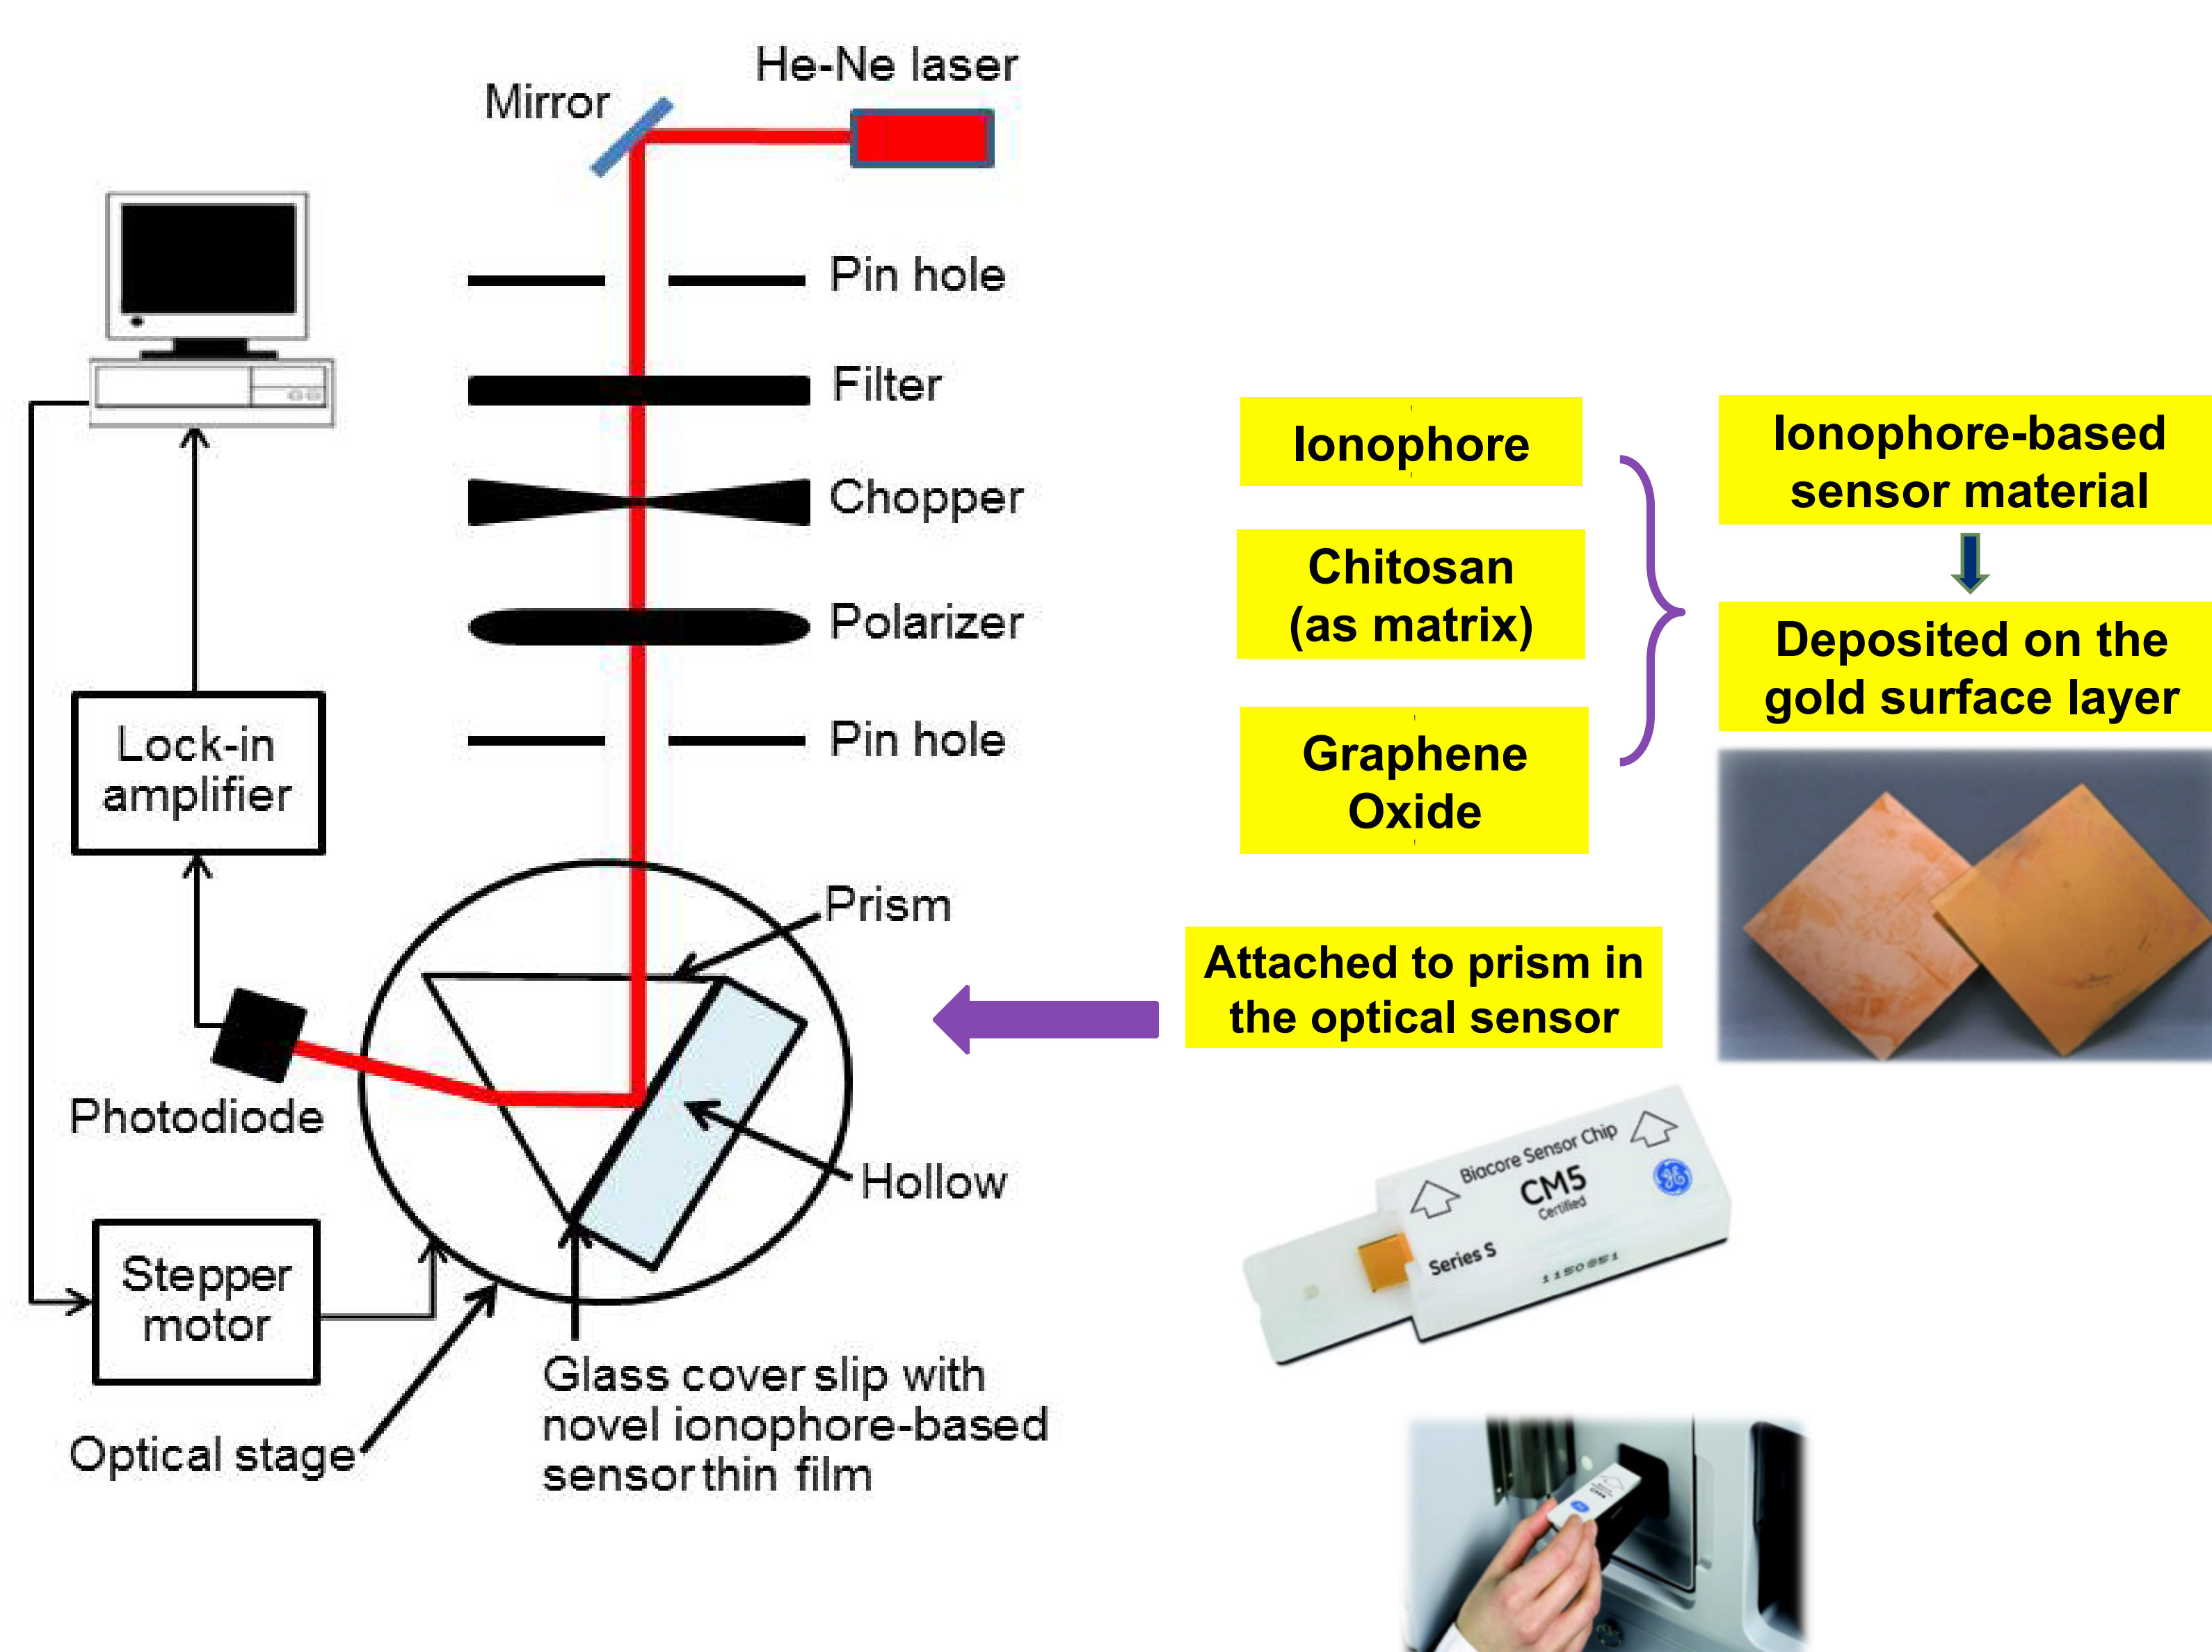 He-Ne laser
Mirror
Pin hole
Filter
Chopper
Polarizer
Pin hole
Lock-in
amplifier
Prism
Photodiode
Hollow
Stepper
motor
Optical stage
Glass cover slip with
novel ionophore-based
sensor thin film
Ionophore
Chitosan
(as matrix)
Graphene
Oxide
Ionophore-based
sensor material
Deposited on the
gold surface layer
Attached to prism in
the optical sensor
Biacore Sensor Chip
CM5
Certified
Series S
1150851